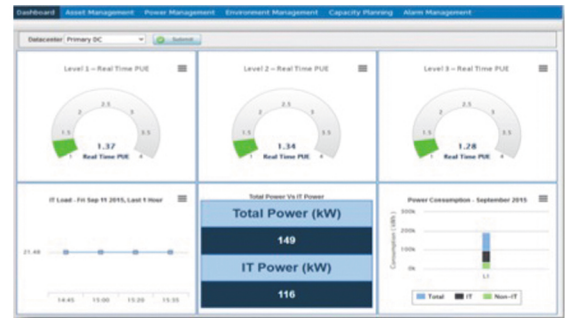 Dashboard Asset Management Power Management Environment Management Capacity Planning Alarm Management
Datacenter Primary DC Submit
Level 1 - Real Time PUE
1 1.5 2 2.5 3 3.5 4
1.37
Real Time PUE
Level 2 - Real Time PUE
1 1.5 2 2.5 3 3.5 4
1.34
Real Time PUE
Level 3 - Real Time PUE
1 1.5 2 2.5 3 3.5 4
1.28
Real Time PUE
IT Load - Fri Sep 11 2015, Last 1 Hour
21.48
14:45 15:00 15:20 15:35
Total Power Vs IT Power
Total Power (kW)
149
IT Power (kW)
116
Power Consumption - September 2015
Consumption (kWh)
300k
200k
100k
0k
L1
Total IT Non-IT